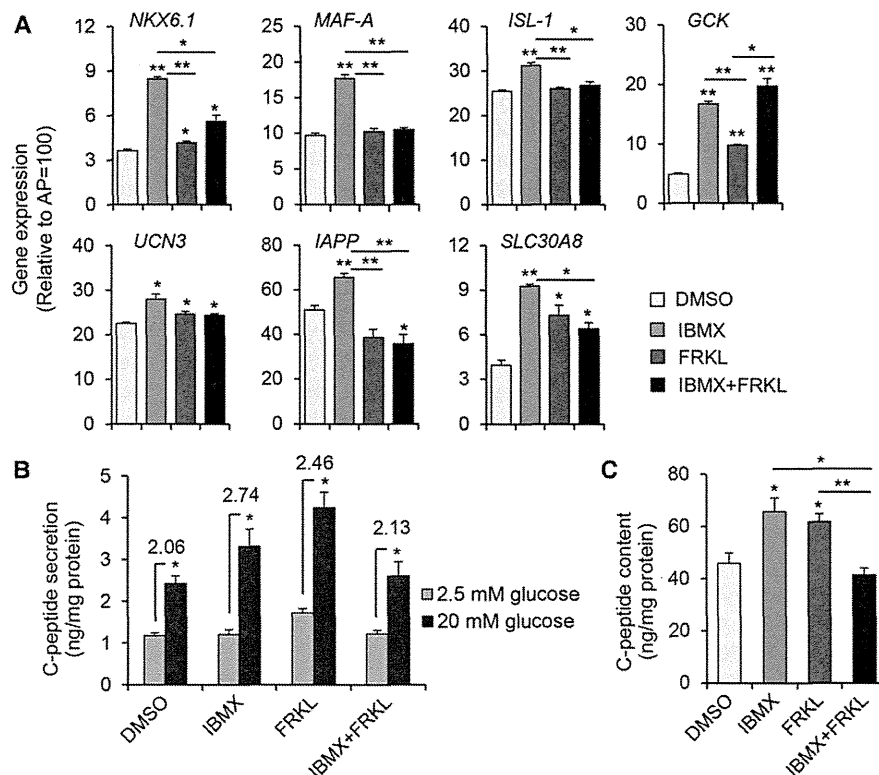 A
Gene expression
(Relative to AP=100)
NKX6.1
12
9
6
3
0
*
**
**
*
*
MAF-A
25
20
15
10
5
0
**
**
**
ISL-1
40
30
20
10
0
*
**
**
GCK
30
20
10
0
*
**
**
**
**
UCN3
40
30
20
10
0
*
*
*
IAPP
80
60
40
20
0
**
**
**
*
SLC30A8
12
9
6
3
0
**
*
*
*
DMSO
IBMX
FRKL
IBMX+FRKL
B
C-peptide secretion
(ng/mg protein)
5
4
3
2
1
0
2.06
*
2.74
*
2.46
*
2.13
*
DMSO
IBMX
FRKL
IBMX+FRKL
2.5 mM glucose
20 mM glucose
C
C-peptide content
(ng/mg protein)
80
60
40
20
0
*
**
*
*
DMSO
IBMX
FRKL
IBMX+FRKL